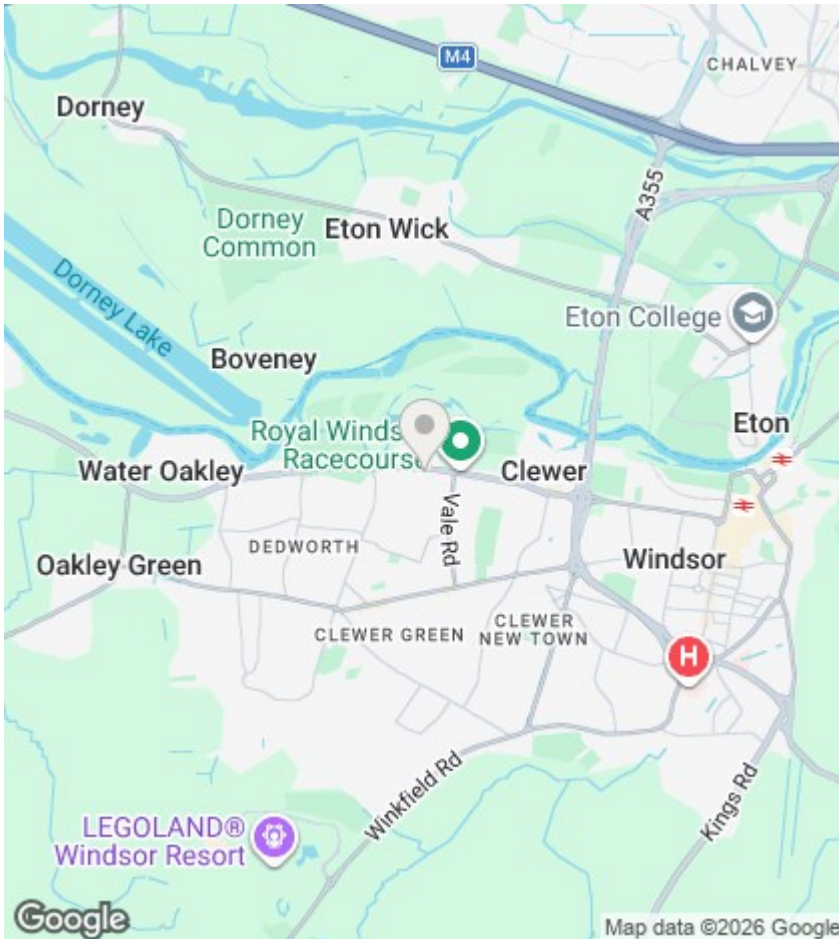 M4
CHALVEY
Dorney
A355
Dorney
Common
Eton Wick
Dorney Lake
Eton College
Boveney
Eton
Royal Winds
Racecourse
Water Oakley
Clewer
Vale Rd
DEDWORTH
Oakley Green
Windsor
CLEWER GREEN
CLEWER
NEW TOWN
H
Winkfield Rd
Kings Rd
LEGOLAND®
Windsor Resort
Google
Map data ©2026 Google